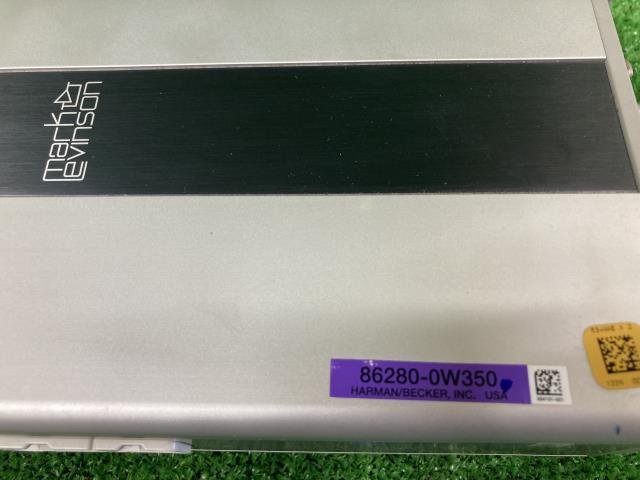 mark
Levinson
86280-0W350
HARMAN/BECKER, INC. USA